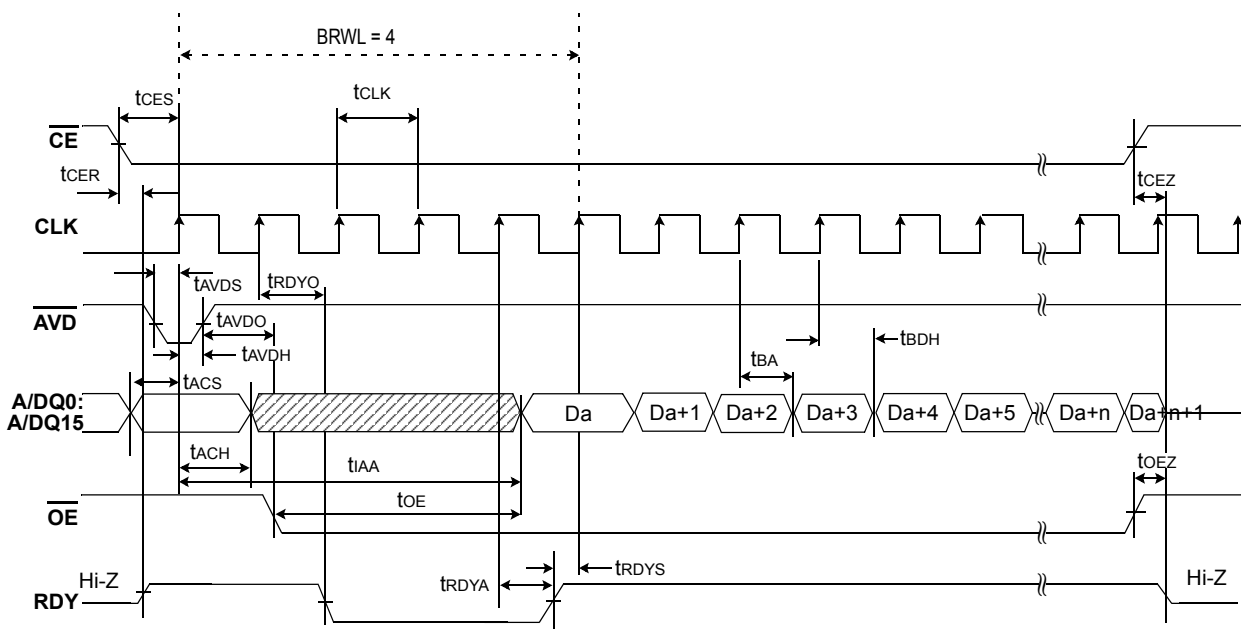 BRWL = 4
tCES
tCLK
CE
tCER
tCEZ
CLK
tAVDS
tRDYO
AVD
tAVDO
tAVDH
tBDH
tBA
tACS
A/DQ0:
A/DQ15
Da
Da+1
Da+2
Da+3
Da+4
Da+5
Da+n
Da+n+1
tACH
tIAA
tOEZ
OE
tOE
Hi-Z
tRDYA
tRDYS
Hi-Z
RDY